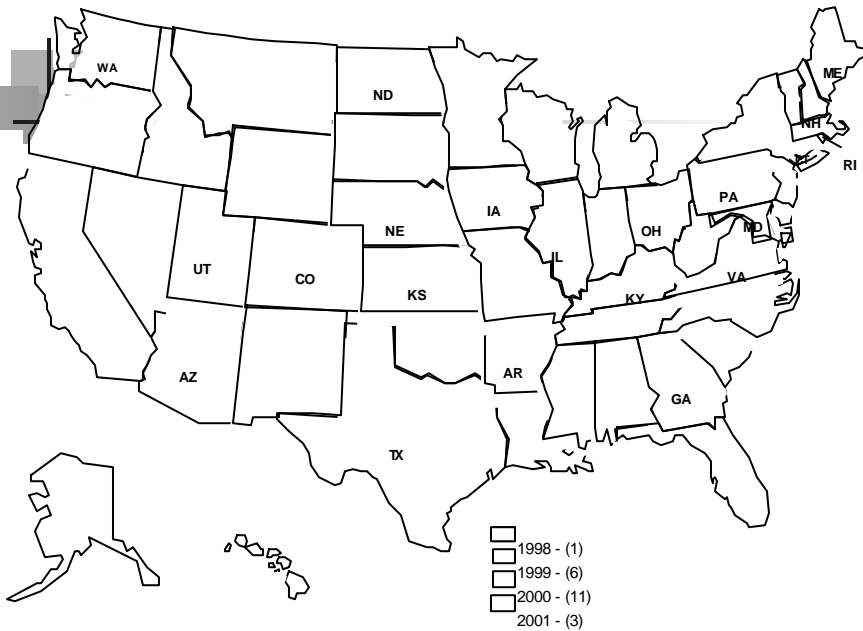 WA
ME
ND
NH
CT
RI
PA
IA
NE
OH
MD
IL
UT
CO
VA
KS
KY
AZ
AR
GA
TX
1998 - (1)
1999 - (6)
2000 - (11)
2001 - (3)